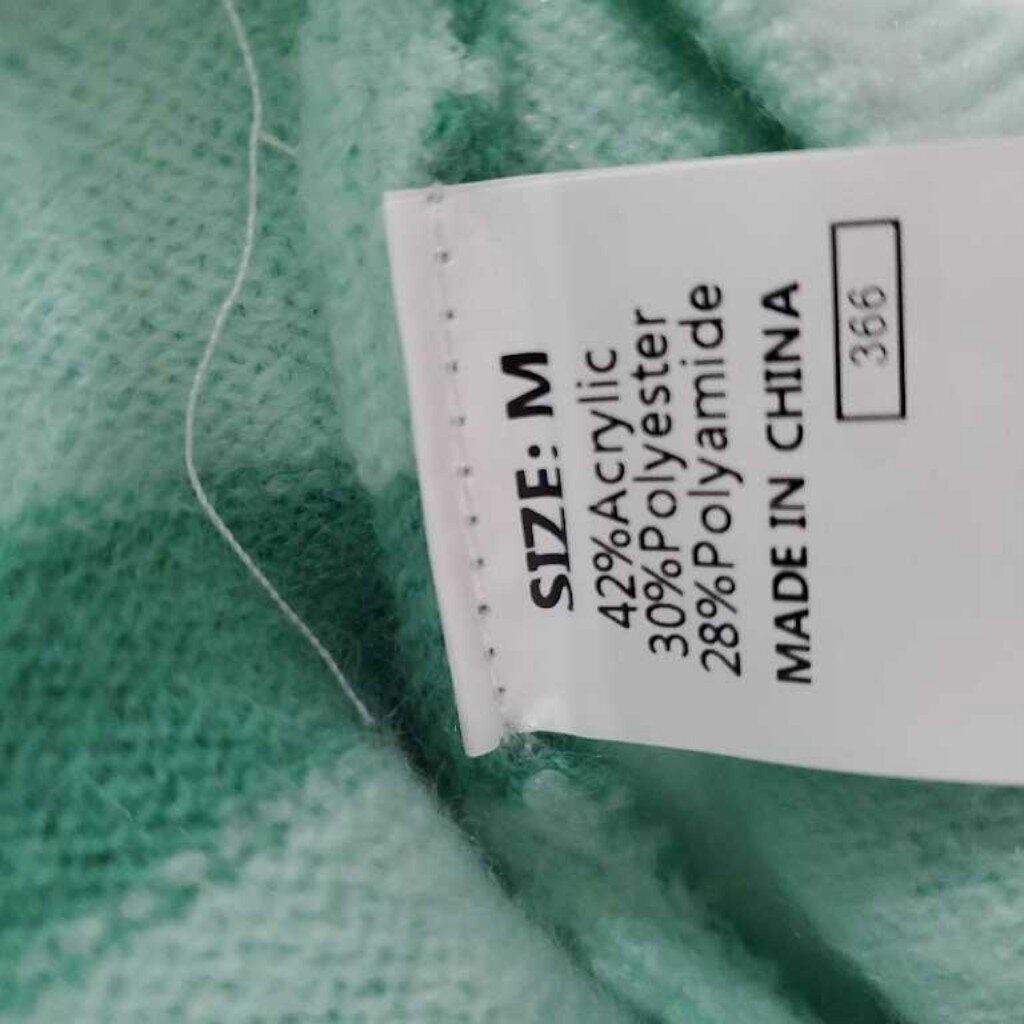 SIZE: M
42%Acrylic
30%Polyester
28%Polyamide
MADE IN CHINA
366